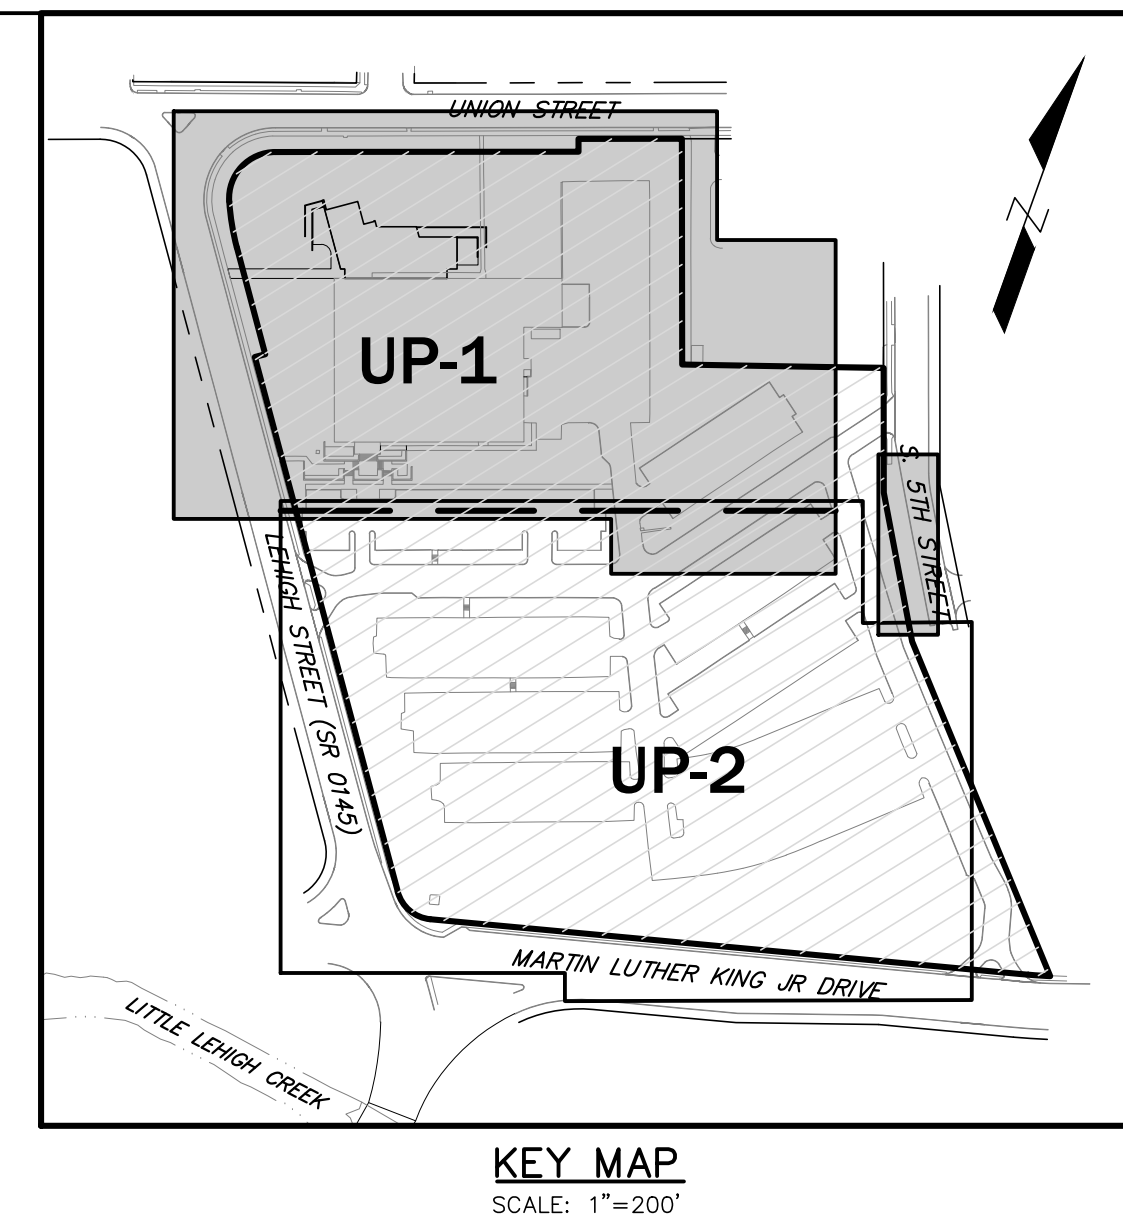 UNION STREET
UP-1
S. 5TH STREET
LEHIGH STREET (SR 0145)
UP-2
MARTIN LUTHER KING JR DRIVE
LITTLE LEHIGH CREEK
KEY MAP
SCALE: 1"=200'